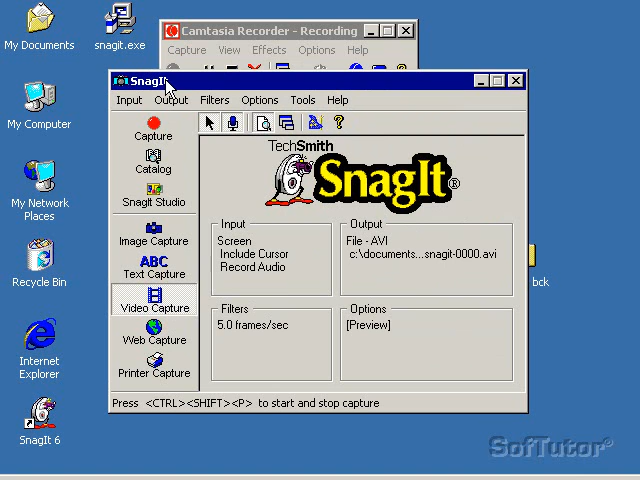 My Documents
snagit.exe
Camtasia Recorder - Recording
Capture View Effects Options Help
My Computer
My Network
Places
Recycle Bin
Internet
Explorer
SnagIt 6
SnagIt
Input Output Filters Options Tools Help
Capture
Catalog
SnagIt Studio
Image Capture
ABC
Text Capture
Video Capture
Web Capture
Printer Capture
TechSmith
SnagIt®
Input
Screen
Include Cursor
Record Audio
Output
File - AVI
c:\documents...snagit-0000.avi
Filters
5.0 frames/sec
Options
[Preview]
Press <CTRL><SHIFT><P> to start and stop capture
bck
SofTutor®